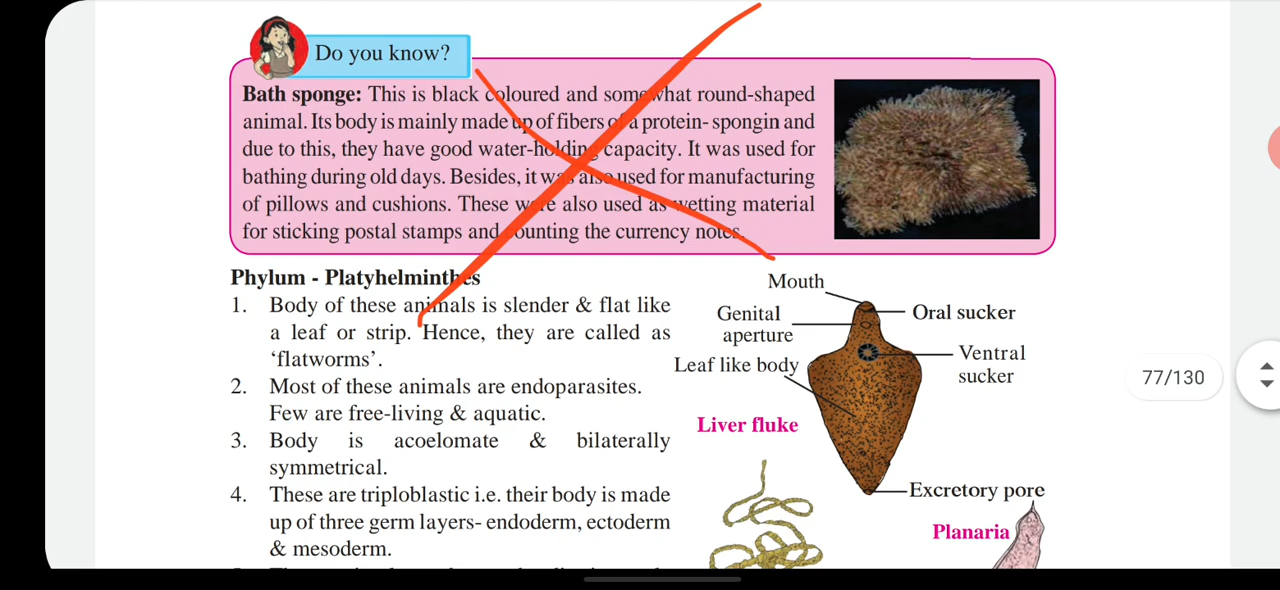 Do you know?
Bath sponge: This is black coloured and somewhat round-shaped
animal. Its body is mainly made up of fibers of a protein- spongin and
due to this, they have good water-holding capacity. It was used for
bathing during old days. Besides, it was also used for manufacturing
of pillows and cushions. These were also used as wetting material
for sticking postal stamps and counting the currency notes.
Phylum - Platyhelminthes
1. Body of these animals is slender & flat like
a leaf or strip. Hence, they are called as
‘flatworms’.
2. Most of these animals are endoparasites.
Few are free-living & aquatic.
3. Body is acoelomate & bilaterally
symmetrical.
4. These are triploblastic i.e. their body is made
up of three germ layers- endoderm, ectoderm
& mesoderm.
Mouth
Genital
aperture
Oral sucker
Leaf like body
Ventral
sucker
Liver fluke
Excretory pore
Planaria
77/130